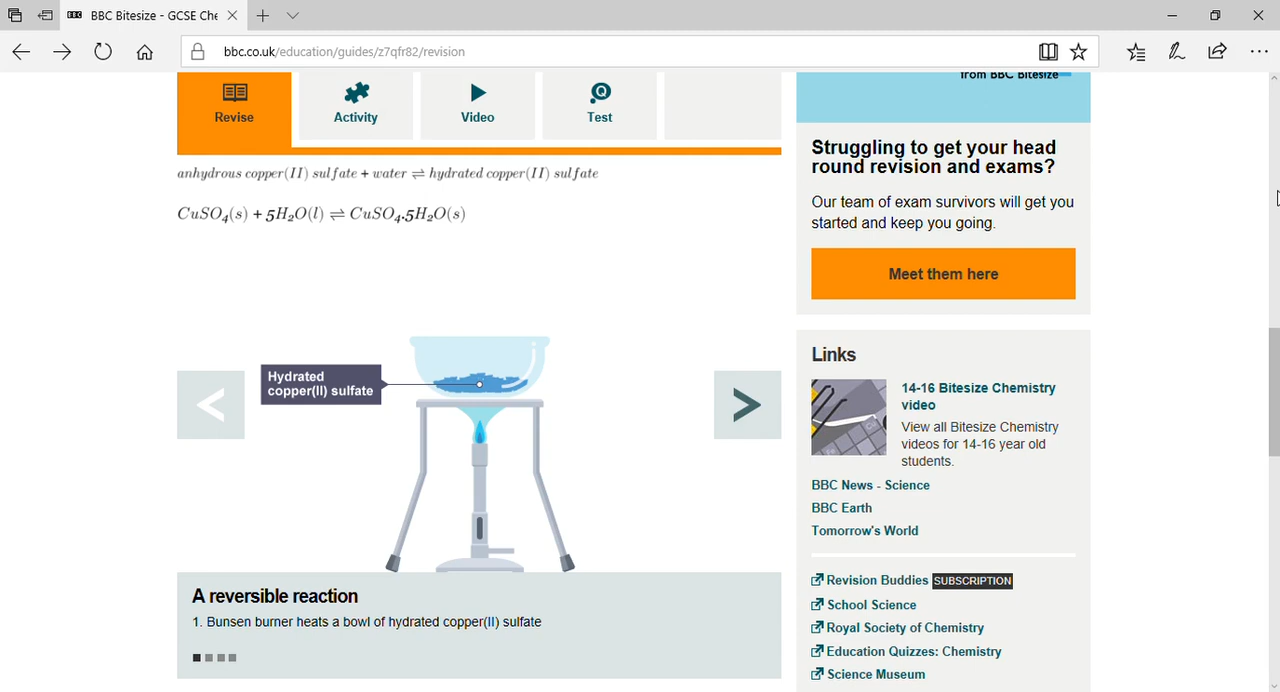 BBC Bitesize - GCSE Che
bbc.co.uk/education/guides/z7qfr82/revision
Revise
Activity
Video
Test
anhydrous copper(II) sulfate + water ⇌ hydrated copper(II) sulfate
CuSO₄(s) + 5H₂O(l) ⇌ CuSO₄.5H₂O(s)
Hydrated
copper(II) sulfate
A reversible reaction
1. Bunsen burner heats a bowl of hydrated copper(II) sulfate
from BBC Bitesize
Struggling to get your head
round revision and exams?
Our team of exam survivors will get you
started and keep you going.
Meet them here
Links
14-16 Bitesize Chemistry
video
View all Bitesize Chemistry
videos for 14-16 year old
students.
BBC News - Science
BBC Earth
Tomorrow's World
Revision Buddies SUBSCRIPTION
School Science
Royal Society of Chemistry
Education Quizzes: Chemistry
Science Museum